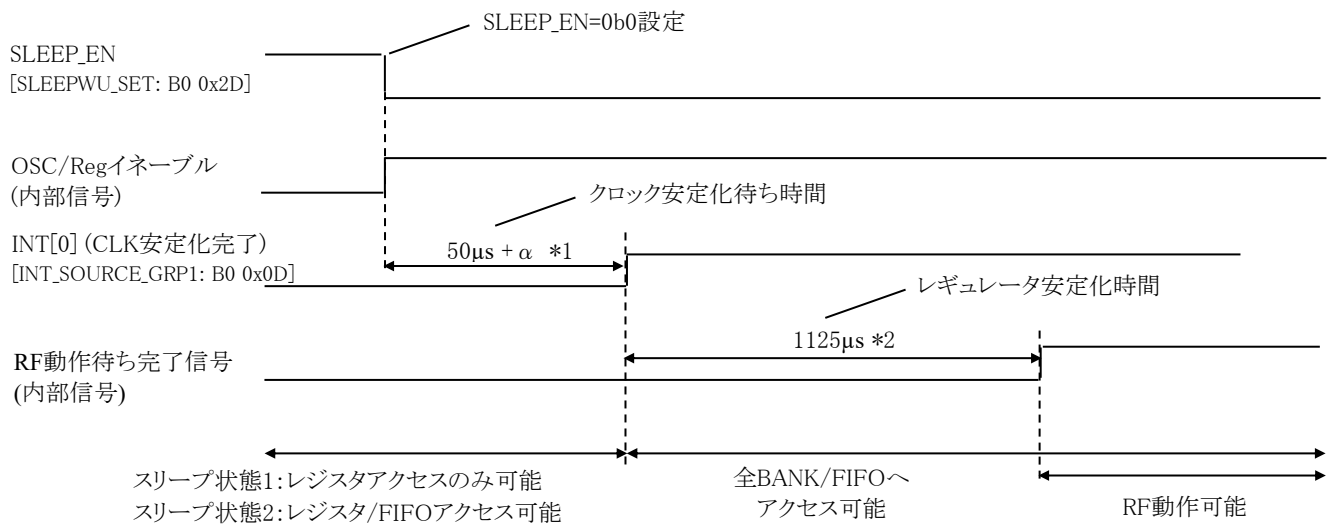 SLEEP_EN=0b0設定
SLEEP_EN
[SLEEPWU_SET: B0 0x2D]
OSC/Regイネーブル
(内部信号)
クロック安定化待ち時間
INT[0] (CLK安定化完了)
50μs + α *1
[INT_SOURCE_GRP1: B0 0x0D]
レギュレータ安定化時間
1125μs *2
RF動作待ち完了信号
(内部信号)
スリープ状態1:レジスタアクセスのみ可能
スリープ状態2:レジスタ/FIFOアクセス可能
全BANK/FIFOへ
アクセス可能
RF動作可能